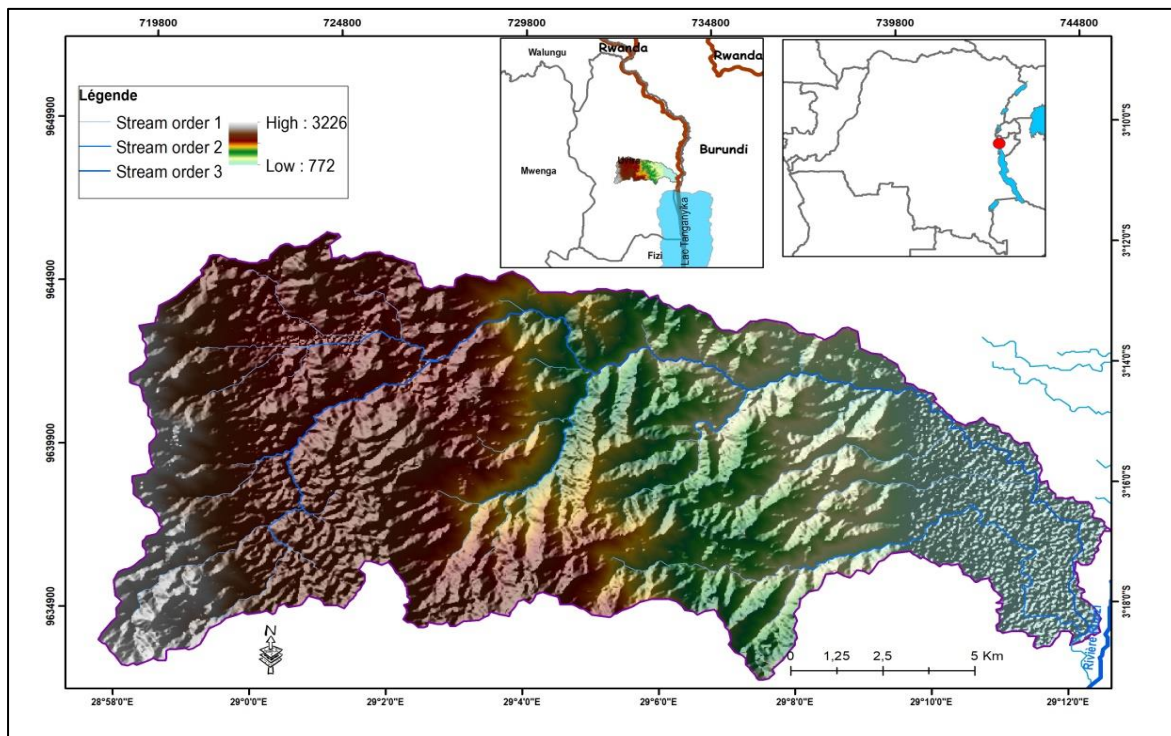 719800 724800 729800 734800 739800 744800
Légende
Stream order 1
Stream order 2
Stream order 3
High : 3226
Low : 772
Walungu
Rwanda
Rwanda
Burundi
Mwenga
Fizi
Lac Tanganyika
9649900
9644900
9639900
9634900
3°10'0"S
3°12'0"S
3°14'0"S
3°16'0"S
3°18'0"S
Rivière
N
0 1,25 2,5 5 Km
28°58'0"E 29°0'0"E 29°2'0"E 29°4'0"E 29°6'0"E 29°8'0"E 29°10'0"E 29°12'0"E